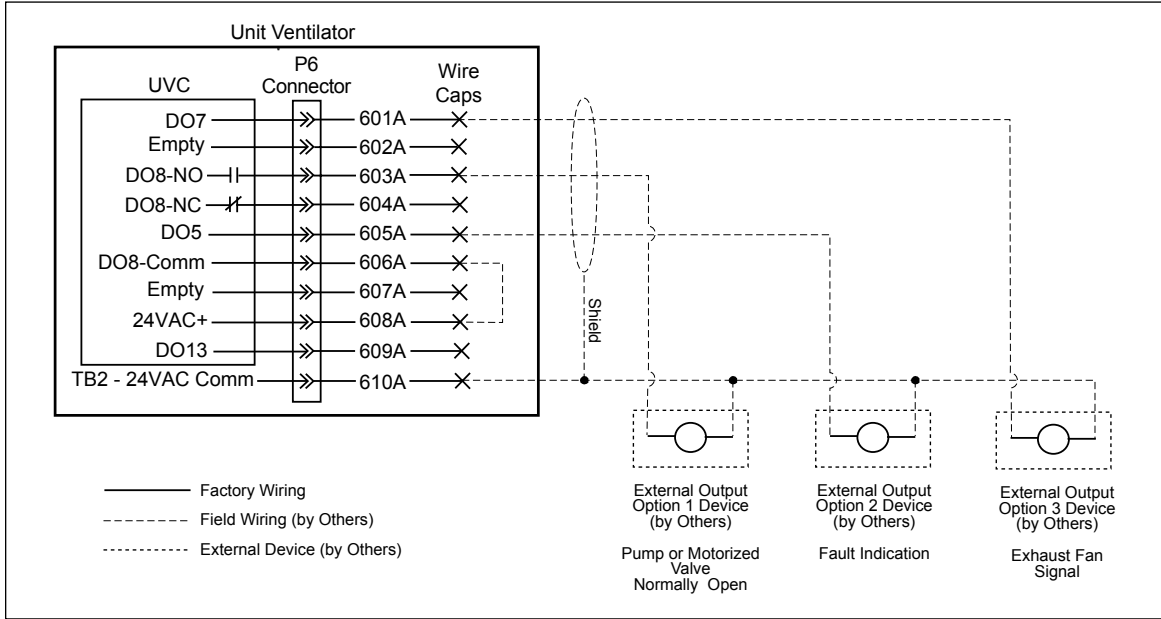 Unit Ventilator
P6
Connector
Wire
Caps
UVC
DO7
601A
Empty
602A
DO8-NO
603A
DO8-NC
604A
DO5
605A
DO8-Comm
606A
Empty
607A
24VAC+
608A
DO13
609A
TB2 - 24VAC Comm
610A
Shield
Factory Wiring
Field Wiring (by Others)
External Device (by Others)
External Output
Option 1 Device
(by Others)
Pump or Motorized
Valve
Normally Open
External Output
Option 2 Device
(by Others)
Fault Indication
External Output
Option 3 Device
(by Others)
Exhaust Fan
Signal